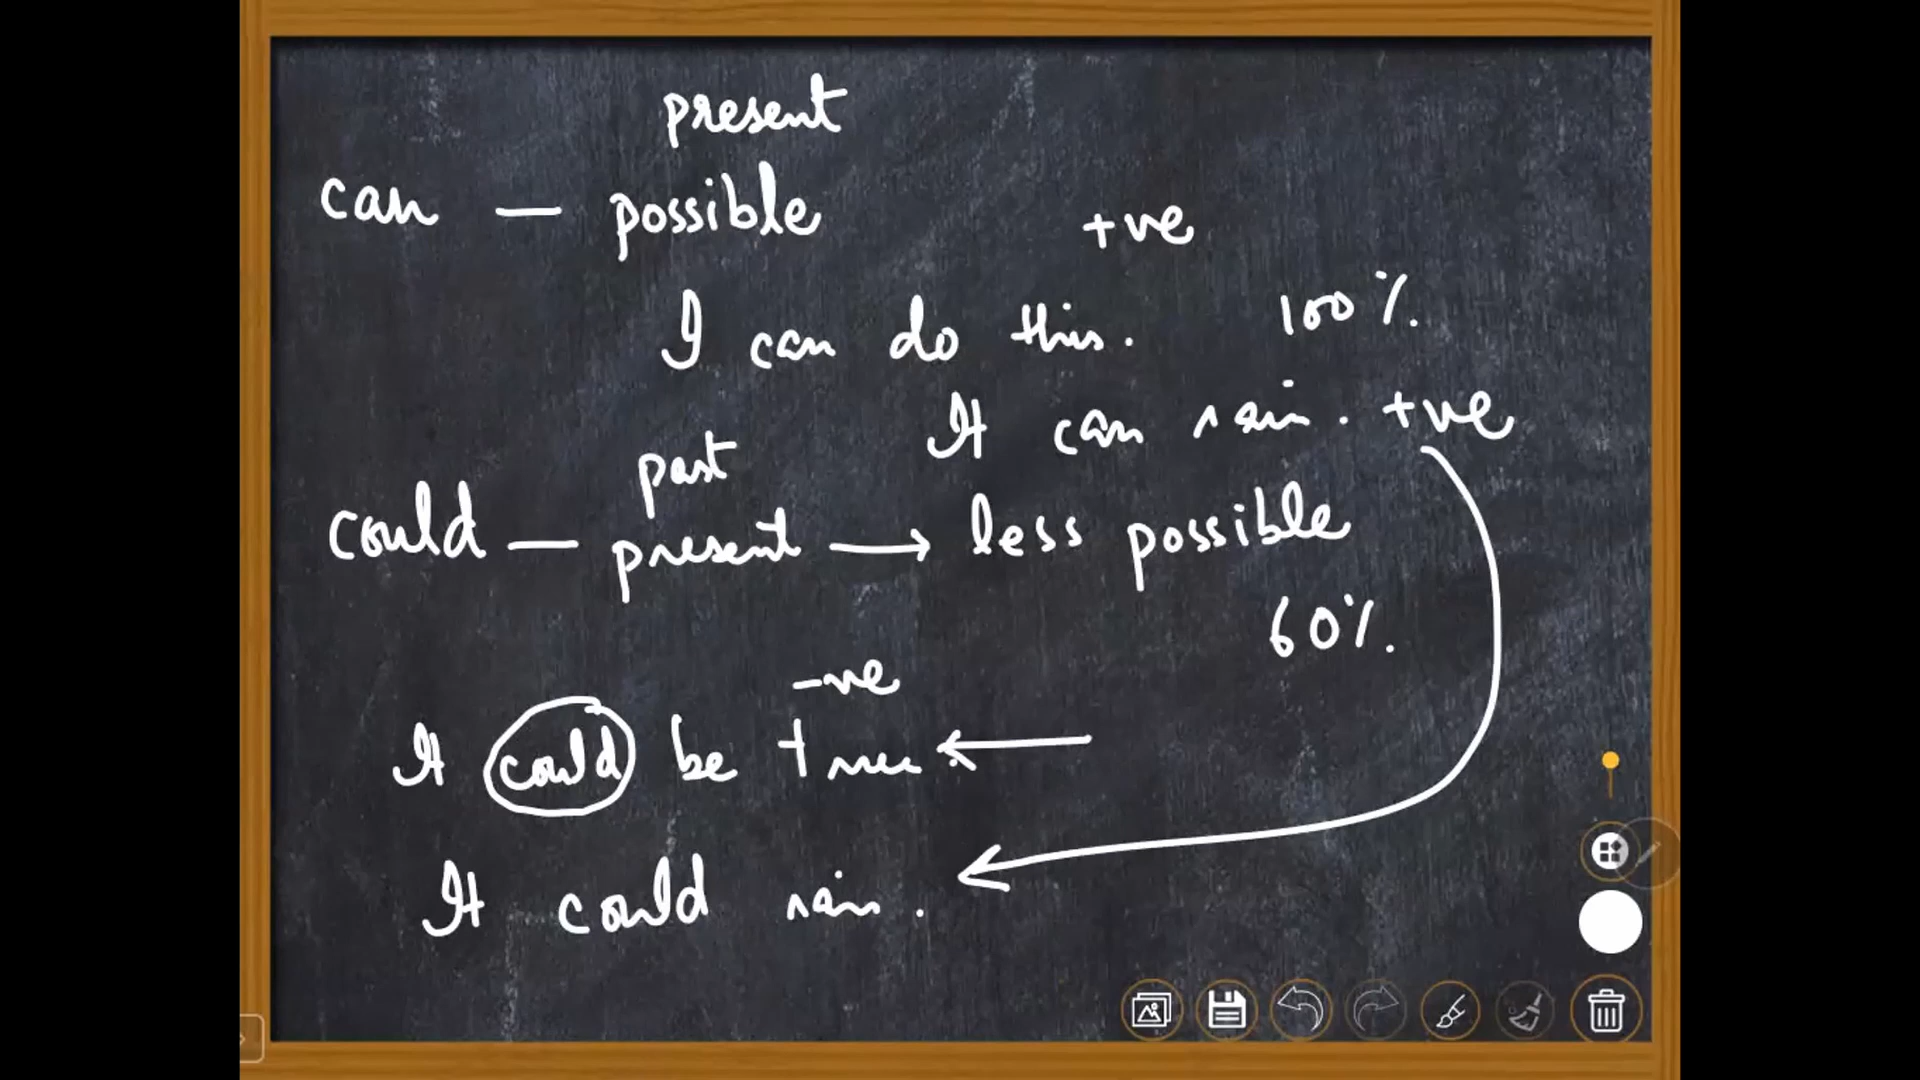 present
can — possible
+ve
I can do this. 100%.
It can rain. +ve
past
could — present → less possible
60%.
-ve
It could be true
It could rain.